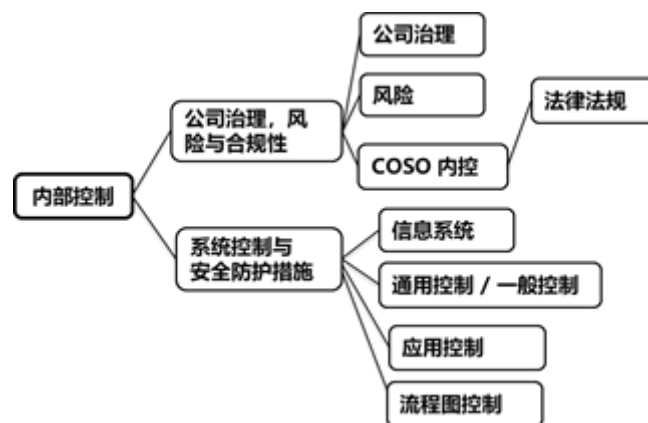 公司治理
风险
法律法规
公司治理，风
险与合规性
COSO 内控
内部控制
信息系统
系统控制与
安全防护措施
通用控制 / 一般控制
应用控制
流程图控制